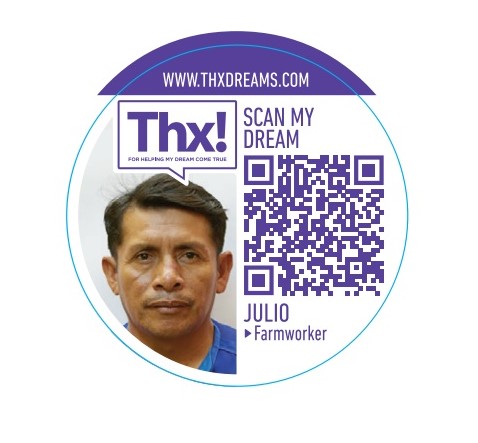 WWW.THXDREAMS.COM
Thx!
FOR HELPING MY DREAM COME TRUE
SCAN MY
DREAM
JULIO
Farmworker